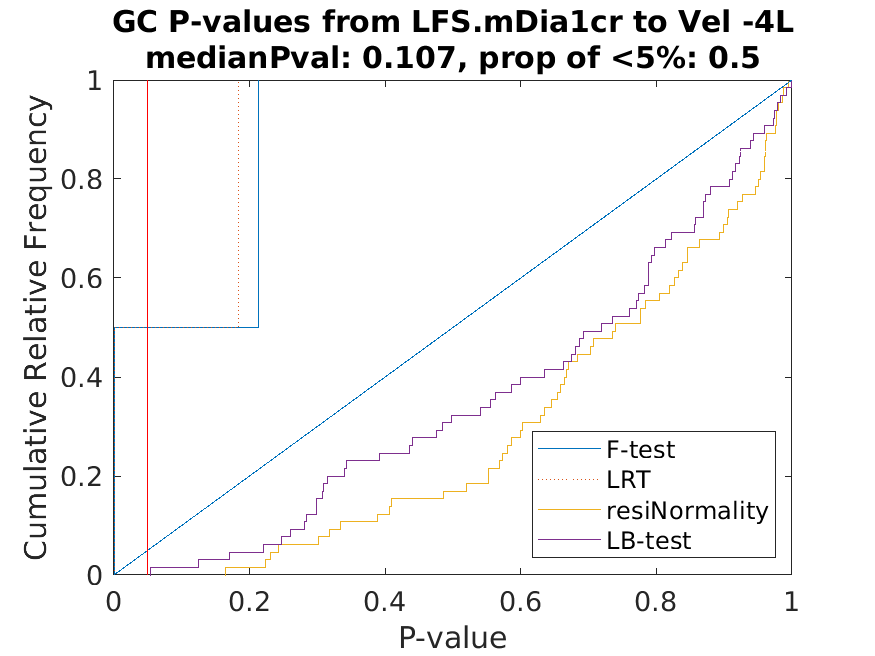 GC P-values from LFS.mDia1cr to Vel -4L
medianPval: 0.107, prop of <5%: 0.5
Cumulative Relative Frequency
1
0.8
0.6
0.4
0.2
0
0 0.2 0.4 0.6 0.8 1
P-value
F-test
LRT
resiNormality
LB-test